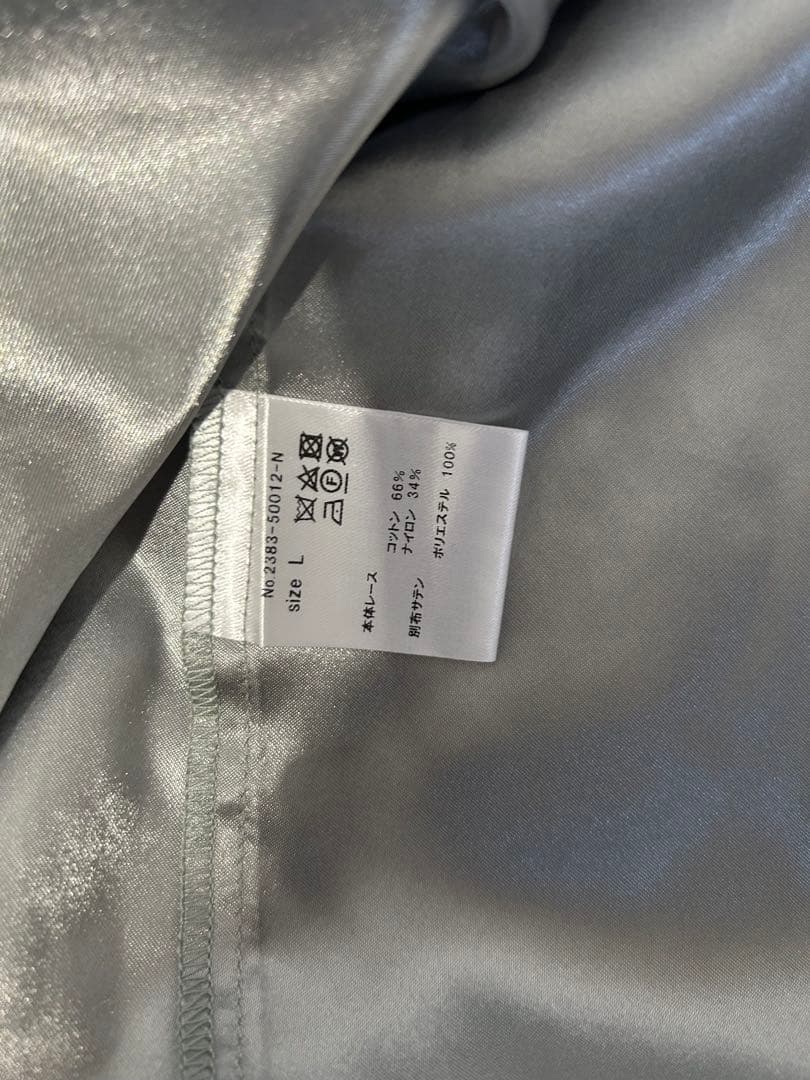 No.2383-50012-N
size L
F
W
本体レース
コットン 66%
ナイロン 34%
別布サテン
ポリエステル 100%